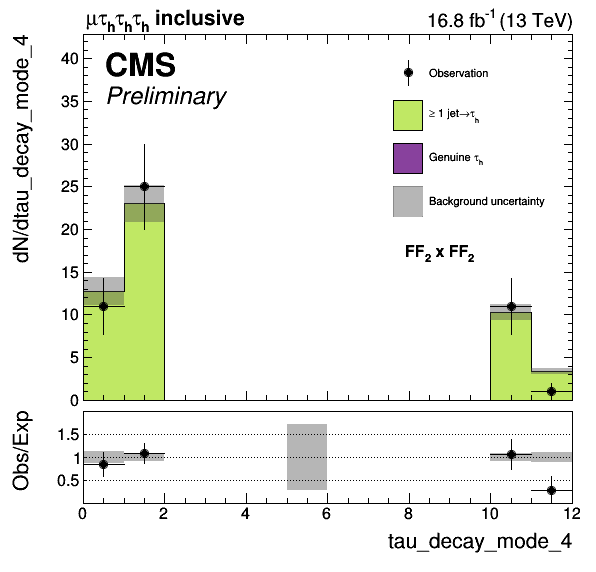 μτₕτₕτₕ inclusive
16.8 fb⁻¹ (13 TeV)
CMS
Preliminary
Observation
≥ 1 jet→τₕ
Genuine τₕ
Background uncertainty
FF₂ x FF₂
dN/dtau_decay_mode_4
40
35
30
25
20
15
10
5
0
Obs/Exp
1.5
1
0.5
0 2 4 6 8 10 12
tau_decay_mode_4